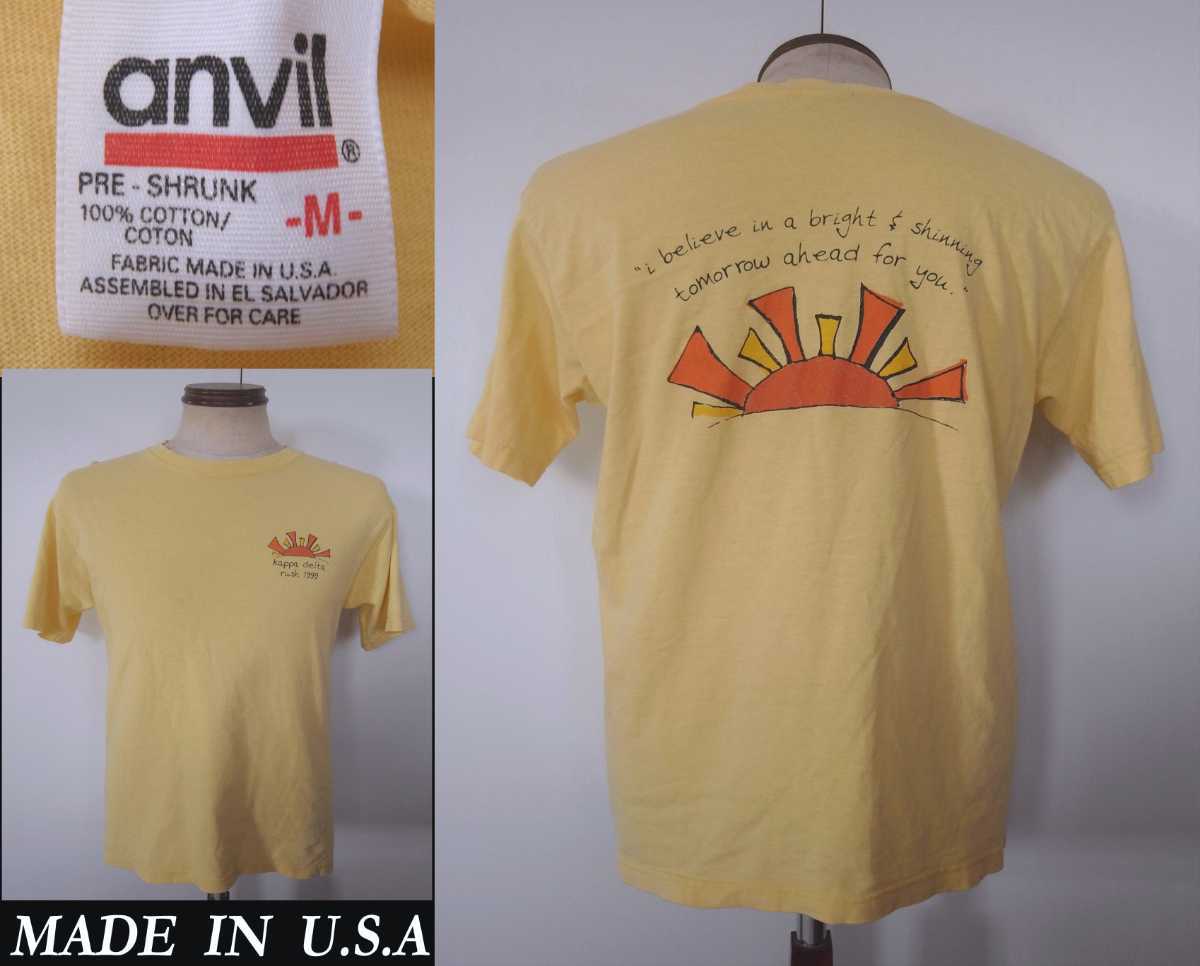 anvil®
PRE - SHRUNK
100% COTTON/
COTON
-M-
FABRIC MADE IN U.S.A.
ASSEMBLED IN EL SALVADOR
OVER FOR CARE
"i believe in a bright & shinning
tomorrow ahead for you."
kappa delta
rush 1999
MADE IN U.S.A